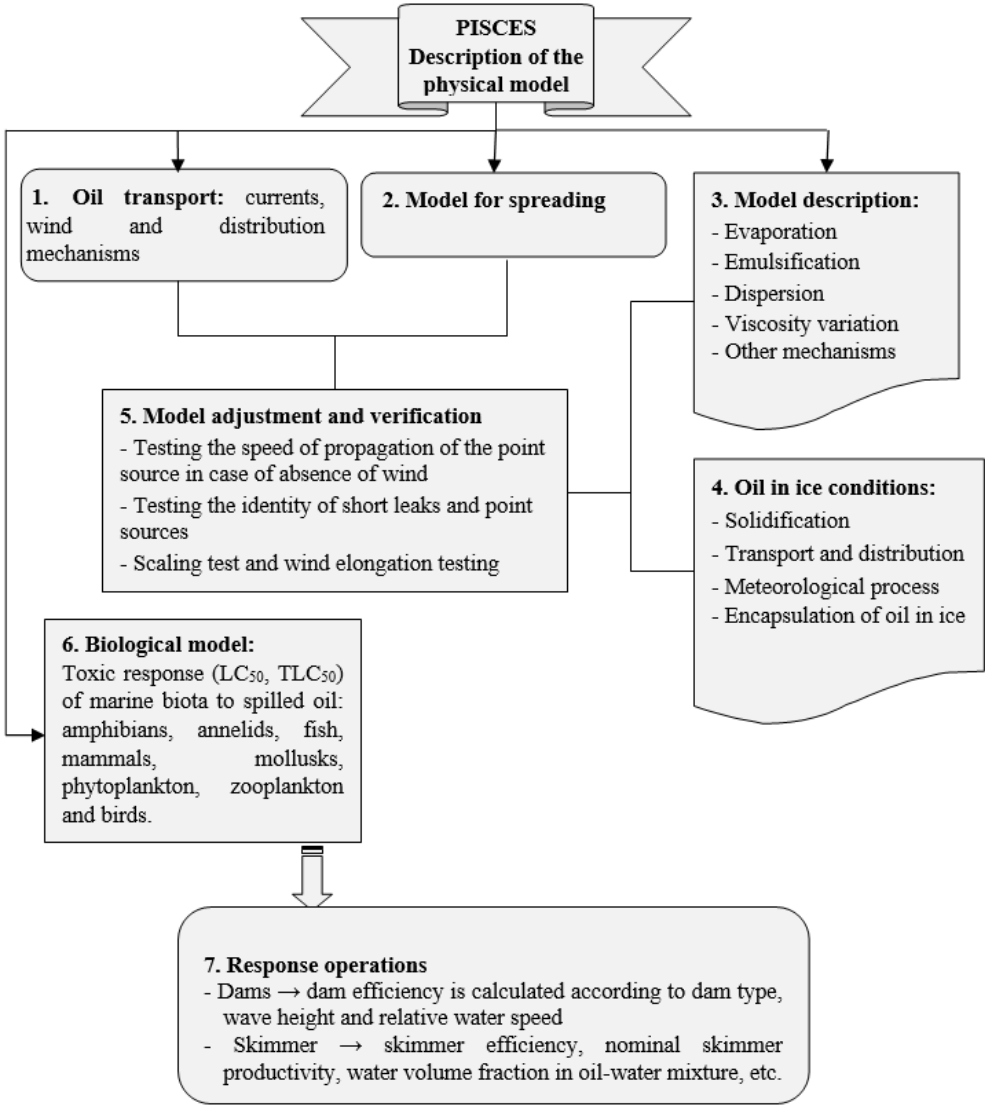 PISCES
Description of the
physical model
1. Oil transport: currents,
wind and distribution
mechanisms
2. Model for spreading
3. Model description:
- Evaporation
- Emulsification
- Dispersion
- Viscosity variation
- Other mechanisms
5. Model adjustment and verification
- Testing the speed of propagation of the point
source in case of absence of wind
- Testing the identity of short leaks and point
sources
- Scaling test and wind elongation testing
4. Oil in ice conditions:
- Solidification
- Transport and distribution
- Meteorological process
- Encapsulation of oil in ice
6. Biological model:
Toxic response (LC₅₀, TLC₅₀)
of marine biota to spilled oil:
amphibians, annelids, fish,
mammals, mollusks,
phytoplankton, zooplankton
and birds.
7. Response operations
- Dams → dam efficiency is calculated according to dam type,
wave height and relative water speed
- Skimmer → skimmer efficiency, nominal skimmer
productivity, water volume fraction in oil-water mixture, etc.